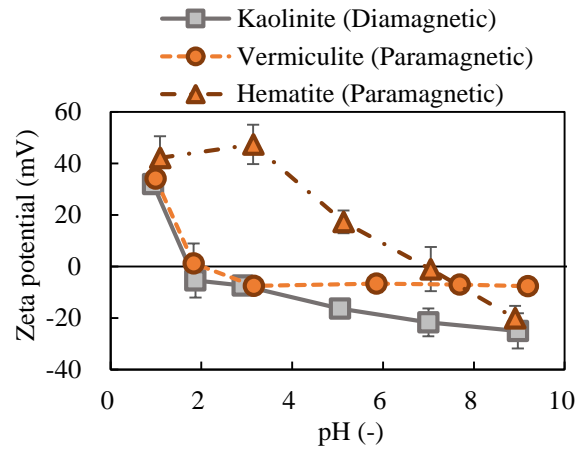 Kaolinite (Diamagnetic)
Vermiculite (Paramagnetic)
Hematite (Paramagnetic)
60
40
20
0
-20
-40
Zeta potential (mV)
0 2 4 6 8 10
pH (-)